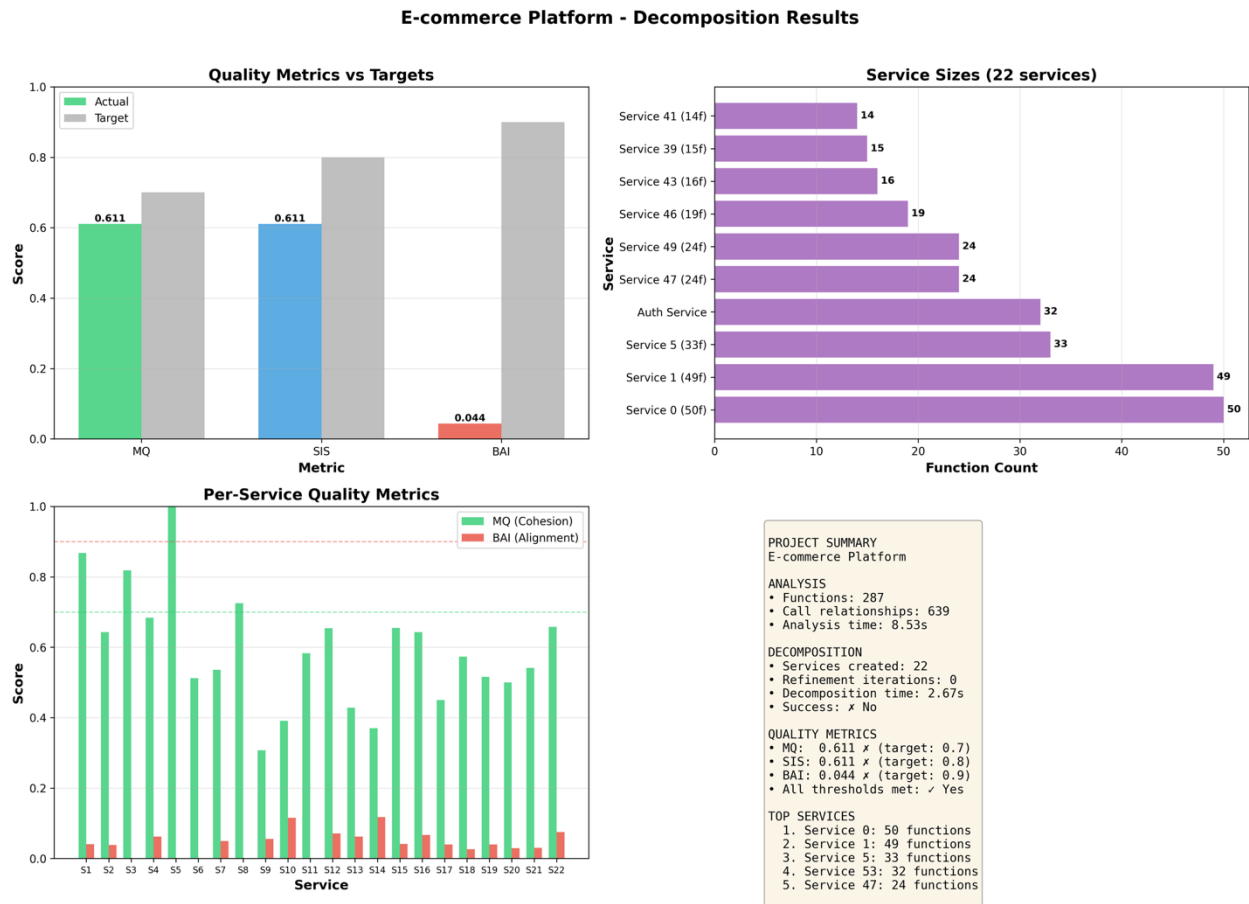 E-commerce Platform - Decomposition Results
Quality Metrics vs Targets
Actual
Target
1.0
0.8
0.6
0.4
0.2
0.0
Score
0.611
0.611
0.044
MQ
SIS
BAI
Metric
Service Sizes (22 services)
Service
Service 41 (14f)
14
Service 39 (15f)
15
Service 43 (16f)
16
Service 46 (19f)
19
Service 49 (24f)
24
Service 47 (24f)
24
Auth Service
32
Service 5 (33f)
33
Service 1 (49f)
49
Service 0 (50f)
50
0 10 20 30 40 50
Function Count
Per-Service Quality Metrics
MQ (Cohesion)
BAI (Alignment)
1.0
0.8
0.6
0.4
0.2
0.0
Score
S1 S2 S3 S4 S5 S6 S7 S8 S9 S10 S11 S12 S13 S14 S15 S16 S17 S18 S19 S20 S21 S22
Service
PROJECT SUMMARY
E-commerce Platform
ANALYSIS
• Functions: 287
• Call relationships: 639
• Analysis time: 8.53s
DECOMPOSITION
• Services created: 22
• Refinement iterations: 0
• Decomposition time: 2.67s
• Success: ✗ No
QUALITY METRICS
• MQ: 0.611 ✗ (target: 0.7)
• SIS: 0.611 ✗ (target: 0.8)
• BAI: 0.044 ✗ (target: 0.9)
• All thresholds met: ✓ Yes
TOP SERVICES
1. Service 0: 50 functions
2. Service 1: 49 functions
3. Service 5: 33 functions
4. Service 53: 32 functions
5. Service 47: 24 functions